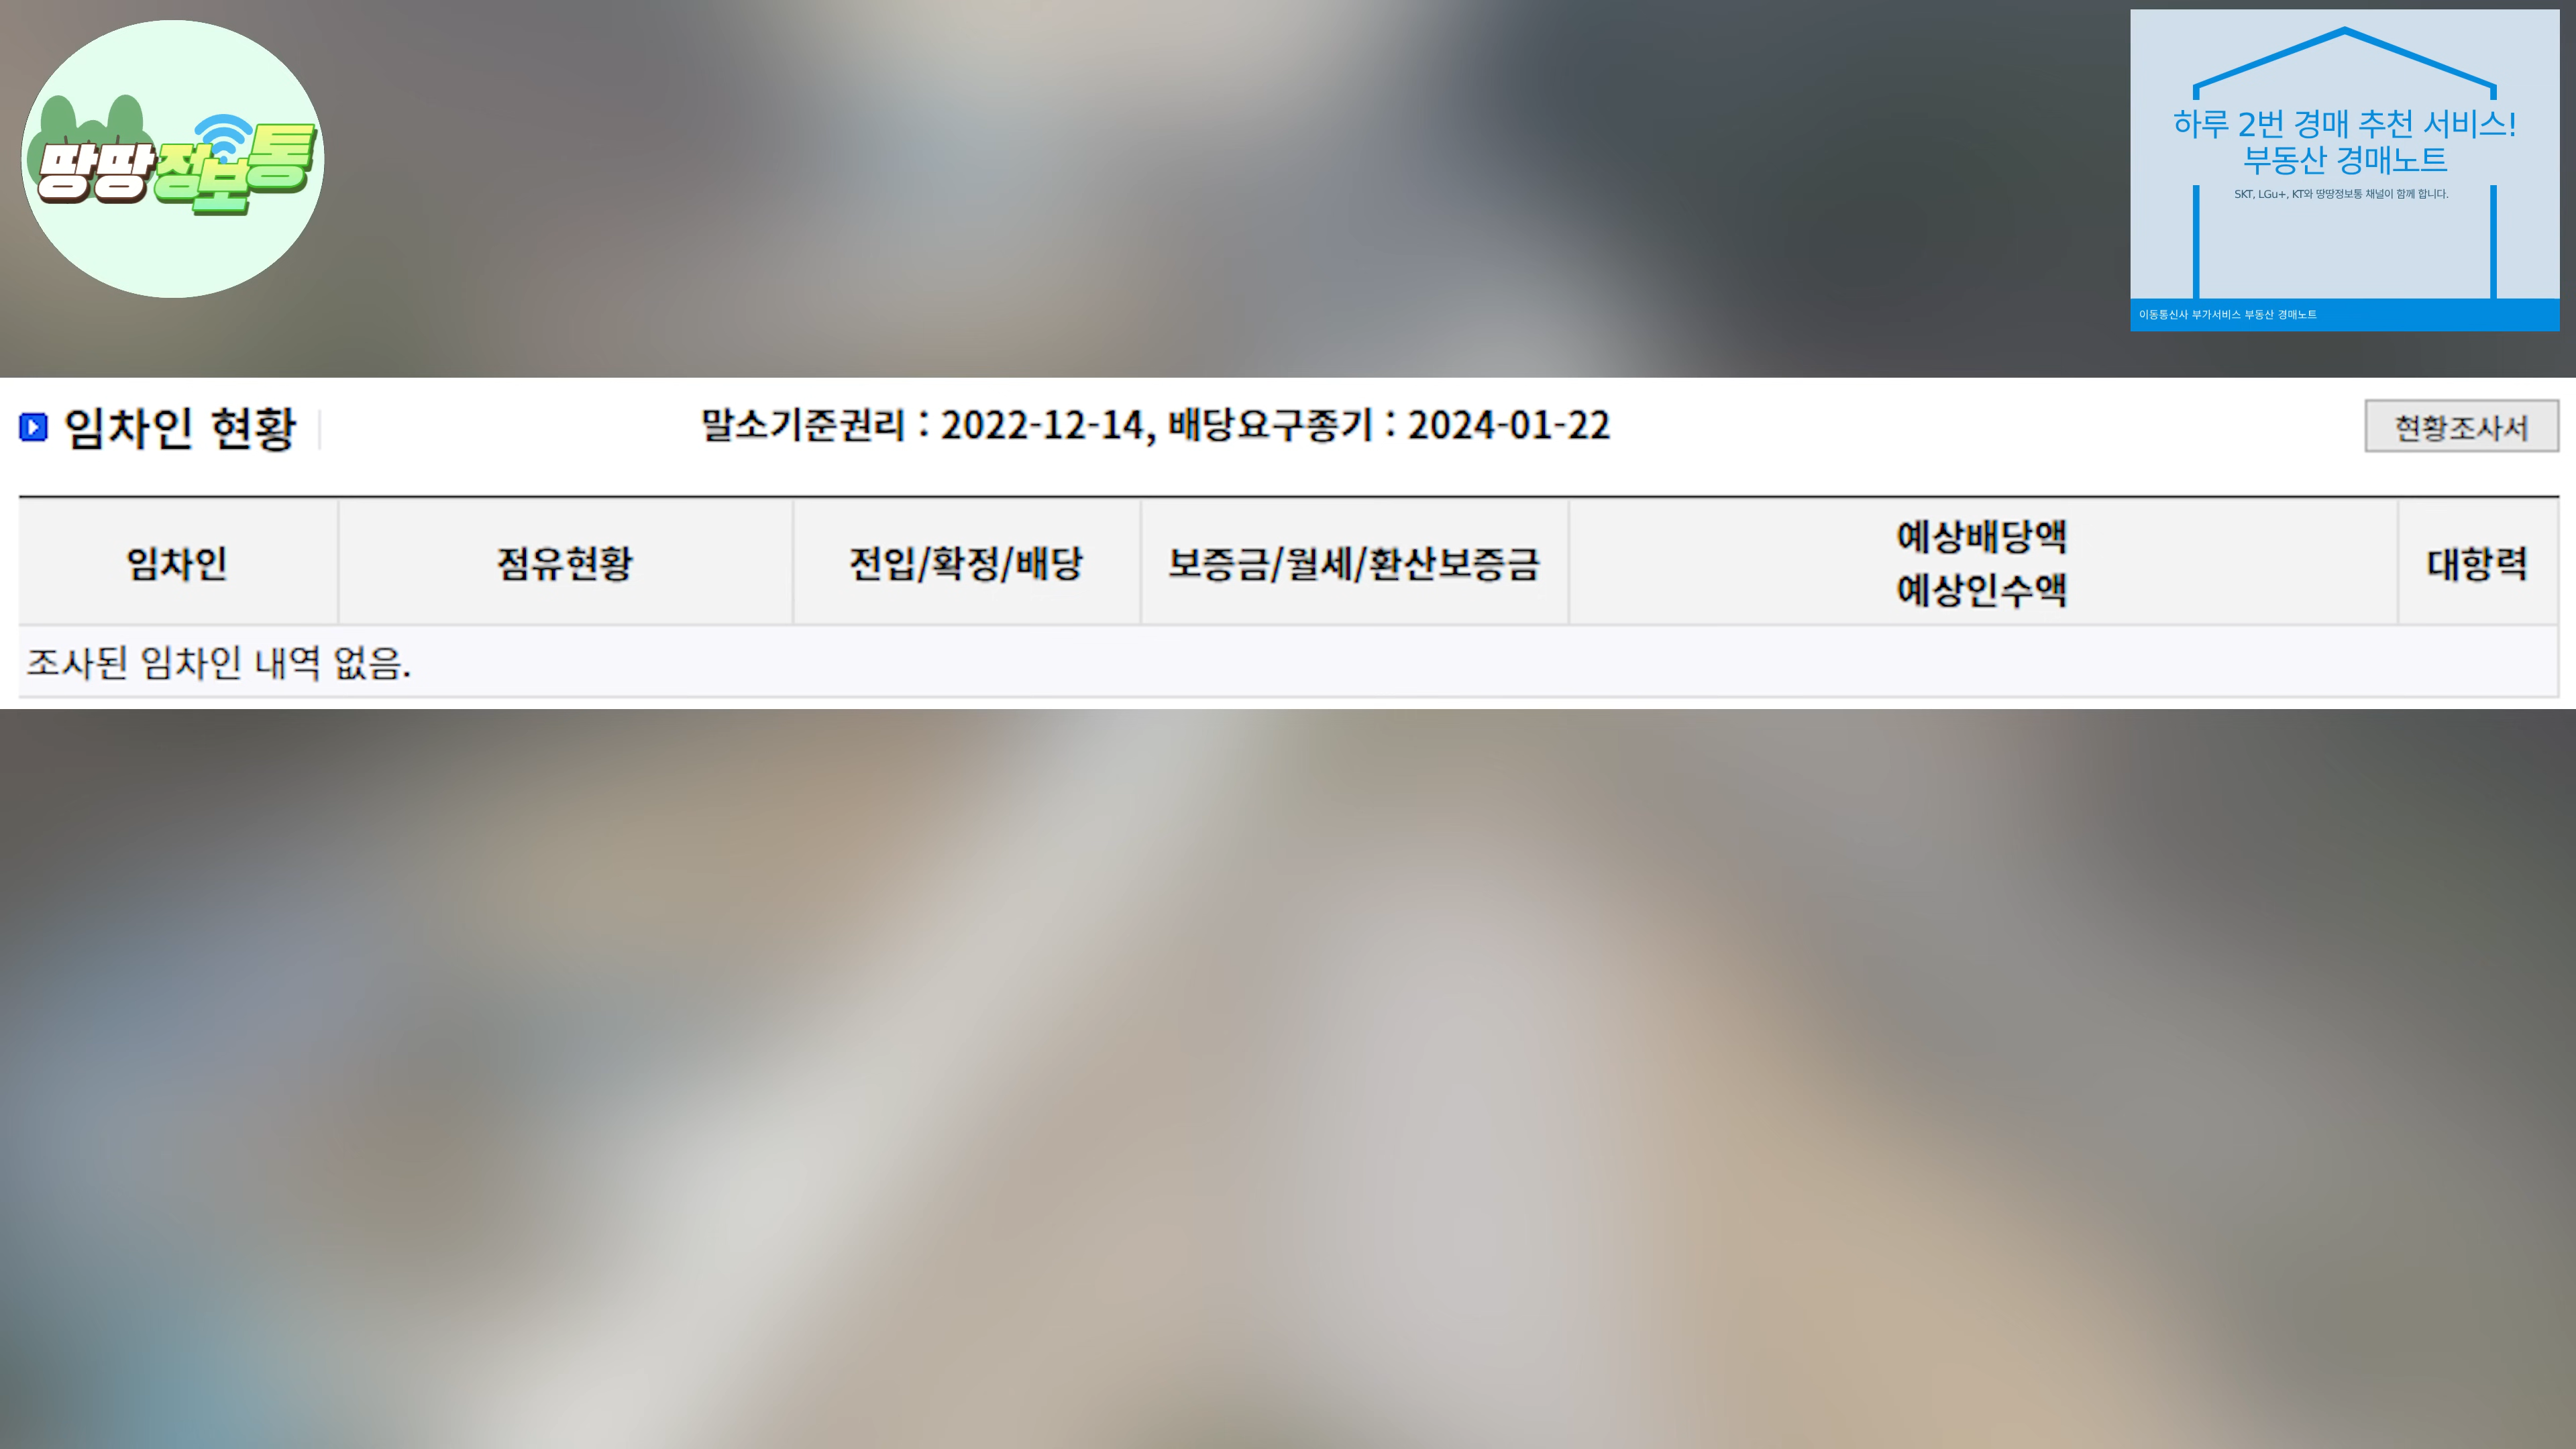 땅땅정보통
하루 2번 경매 추천 서비스!
부동산 경매노트
SKT, LGu+, KT와 땅땅정보통 채널이 함께 합니다.
이동통신사 부가서비스 부동산 경매노트
임차인 현황
말소기준권리 : 2022-12-14, 배당요구종기 : 2024-01-22
현황조사서
임차인
점유현황
전입/확정/배당
보증금/월세/환산보증금
예상배당액
예상인수액
대항력
조사된 임차인 내역 없음.